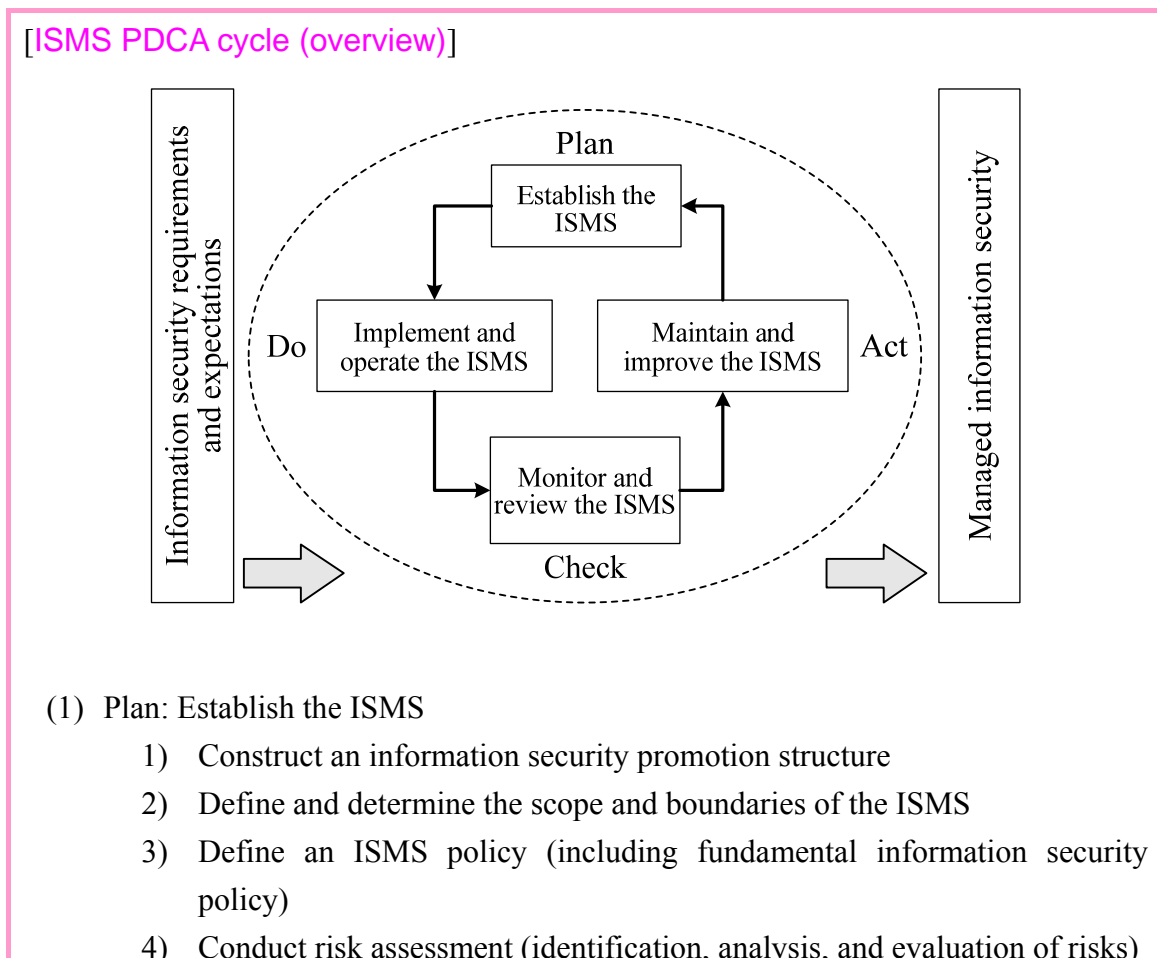 [ISMS PDCA cycle (overview)]
Information security requirements
and expectations
Plan
Establish the
ISMS
Do
Implement and
operate the ISMS
Maintain and
improve the ISMS
Act
Monitor and
review the ISMS
Check
Managed information security
(1) Plan: Establish the ISMS
1) Construct an information security promotion structure
2) Define and determine the scope and boundaries of the ISMS
3) Define an ISMS policy (including fundamental information security
policy)
4) Conduct risk assessment (identification, analysis, and evaluation of risks)